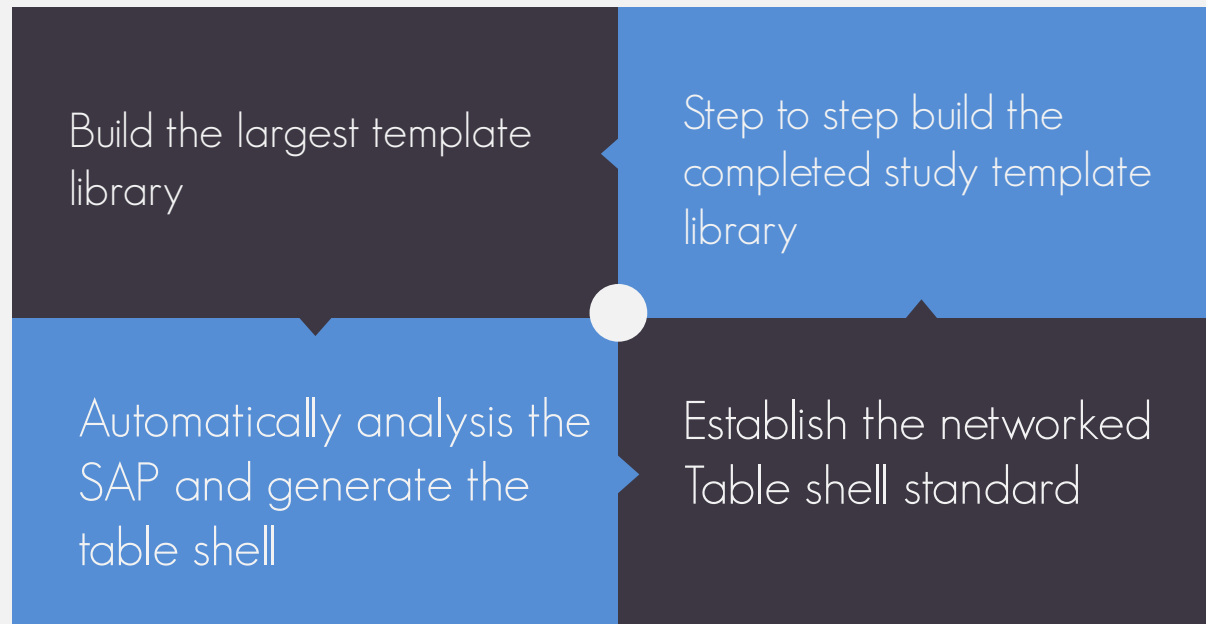 Build the largest template
library
Step to step build the
completed study template
library
Automatically analysis the
SAP and generate the
table shell
Establish the networked
Table shell standard